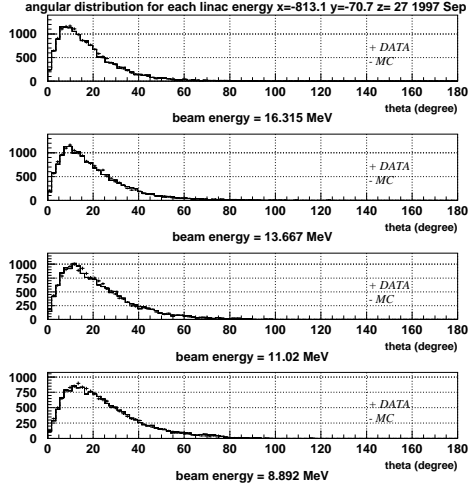 angular distribution for each linac energy x=-813.1 y=-70.7 z= 27 1997 Sep
1000
500
0
+ DATA
- MC
0 20 40 60 80 100 120 140 160 180
theta (degree)
beam energy = 16.315 MeV
1000
500
0
+ DATA
- MC
0 20 40 60 80 100 120 140 160 180
theta (degree)
beam energy = 13.667 MeV
1000
750
500
250
0
+ DATA
- MC
0 20 40 60 80 100 120 140 160 180
theta (degree)
beam energy = 11.02 MeV
1000
750
500
250
0
+ DATA
- MC
0 20 40 60 80 100 120 140 160 180
theta (degree)
beam energy = 8.892 MeV